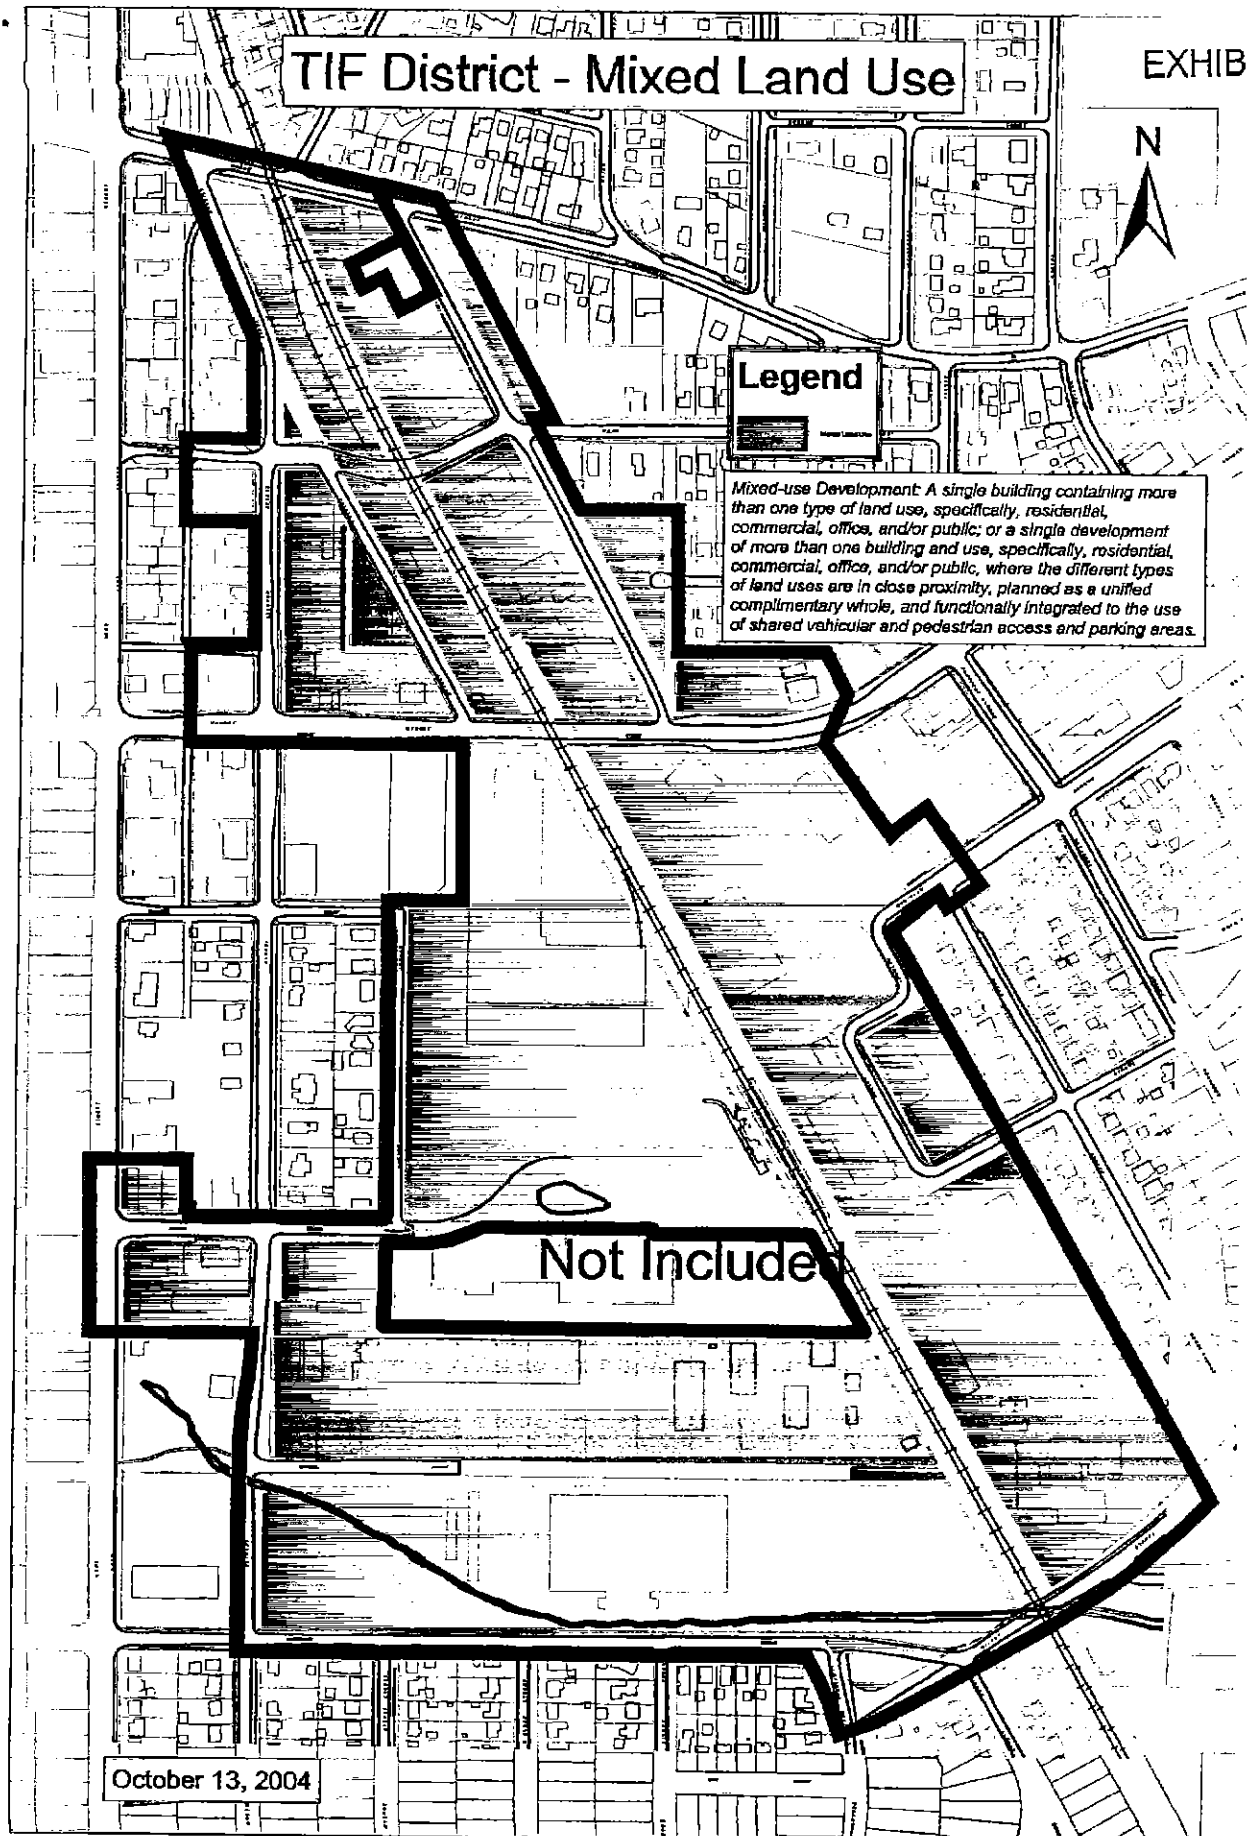 TIF District - Mixed Land Use
EXHIB
N
Legend
Mixed Land Use
Mixed-use Development: A single building containing more
than one type of land use, specifically, residential,
commercial, office, and/or public; or a single development
of more than one building and use, specifically, residential,
commercial, office, and/or public, where the different types
of land uses are in close proximity, planned as a unified
complimentary whole, and functionally integrated to the use
of shared vehicular and pedestrian access and parking areas.
Not Included
October 13, 2004